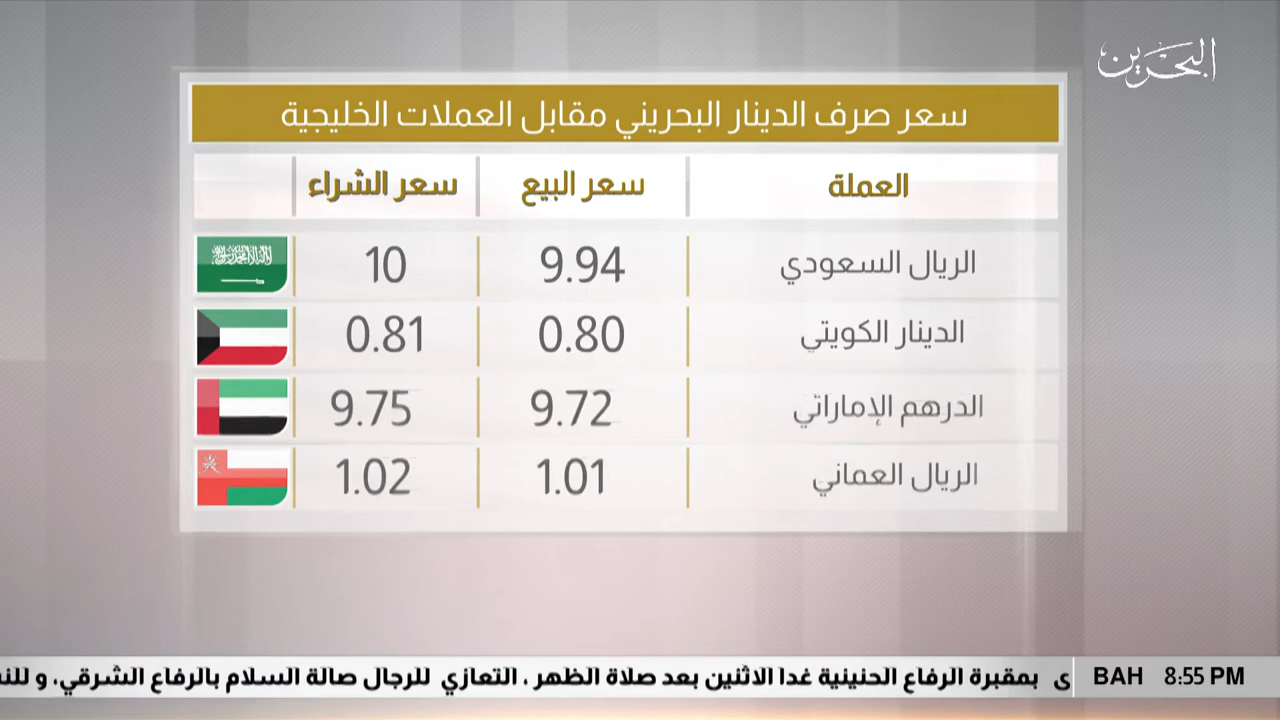 البحرين
سعر صرف الدينار البحريني مقابل العملات الخليجية
العملة سعر البيع سعر الشراء
الريال السعودي 9.94 10
الدينار الكويتي 0.80 0.81
الدرهم الإماراتي 9.72 9.75
الريال العماني 1.01 1.02
BAH 8:55 PM
ى بمقبرة الرفاع الحنينية غدا الاثنين بعد صلاة الظهر ، التعازي للرجال صالة السلام بالرفاع الشرقي، و